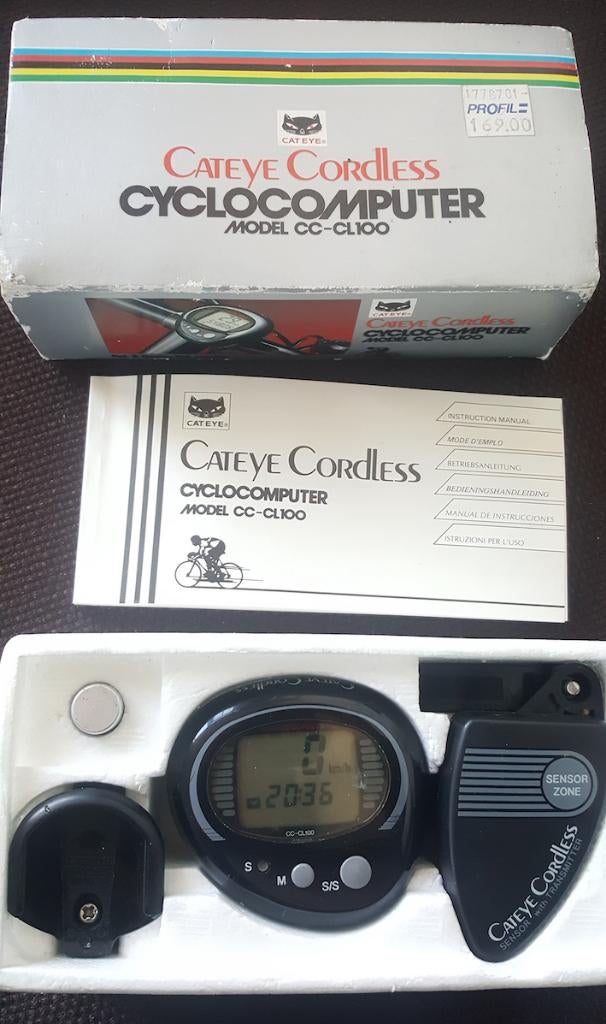 1778701-
PROFIL
169.00
CAT EYE®
CATEYE CORDLESS
CYCLOCOMPUTER
MODEL CC-CL100
CATEYE
CATEYE CORDLESS
CYCLOCOMPUTER
MODEL CC-CL100
CATEYE®
CATEYE CORDLESS
CYCLOCOMPUTER
MODEL CC-CL100
INSTRUCTION MANUAL
MODE D'EMPLOI
BETRIEBSANLEITUNG
BEDIENINGSHANDLEIDING
MANUAL DE INSTRUCCIONES
ISTRUZIONI PER L'USO
CATEYE CORDLESS
0
km/h
20:36
CC-CL100
S
M
S/S
SENSOR
ZONE
CATEYE CORDLESS
SENSOR with TRANSMITTER